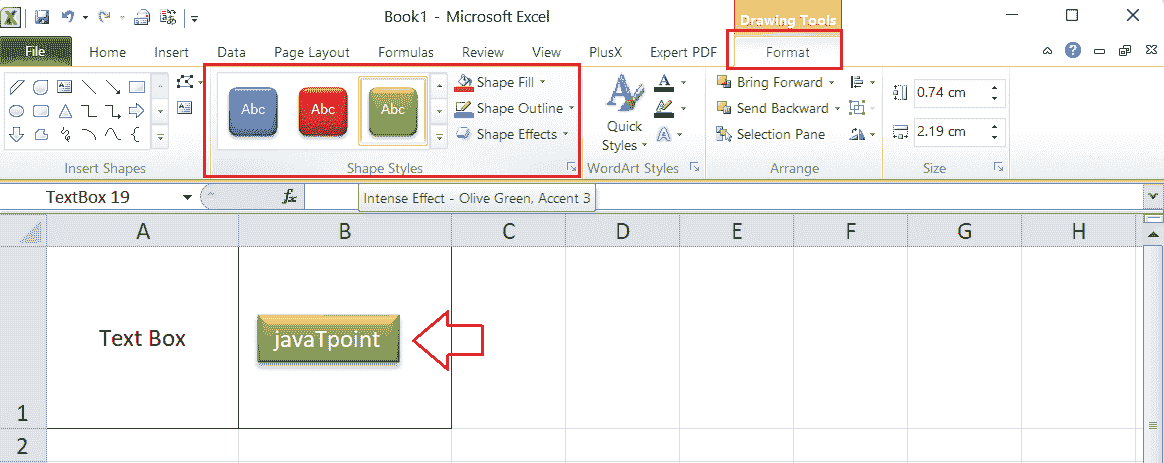 Book1 - Microsoft Excel
Drawing Tools
File Home Insert Data Page Layout Formulas Review View PlusX Expert PDF Format
Abc Abc Abc
Shape Fill
Shape Outline
Shape Effects
Quick
Styles
Bring Forward
Send Backward
Selection Pane
0.74 cm
2.19 cm
Insert Shapes Shape Styles WordArt Styles Arrange Size
TextBox 19 fx
Intense Effect - Olive Green, Accent 3
A B C D E F G H
Text Box javaTpoint
1
2